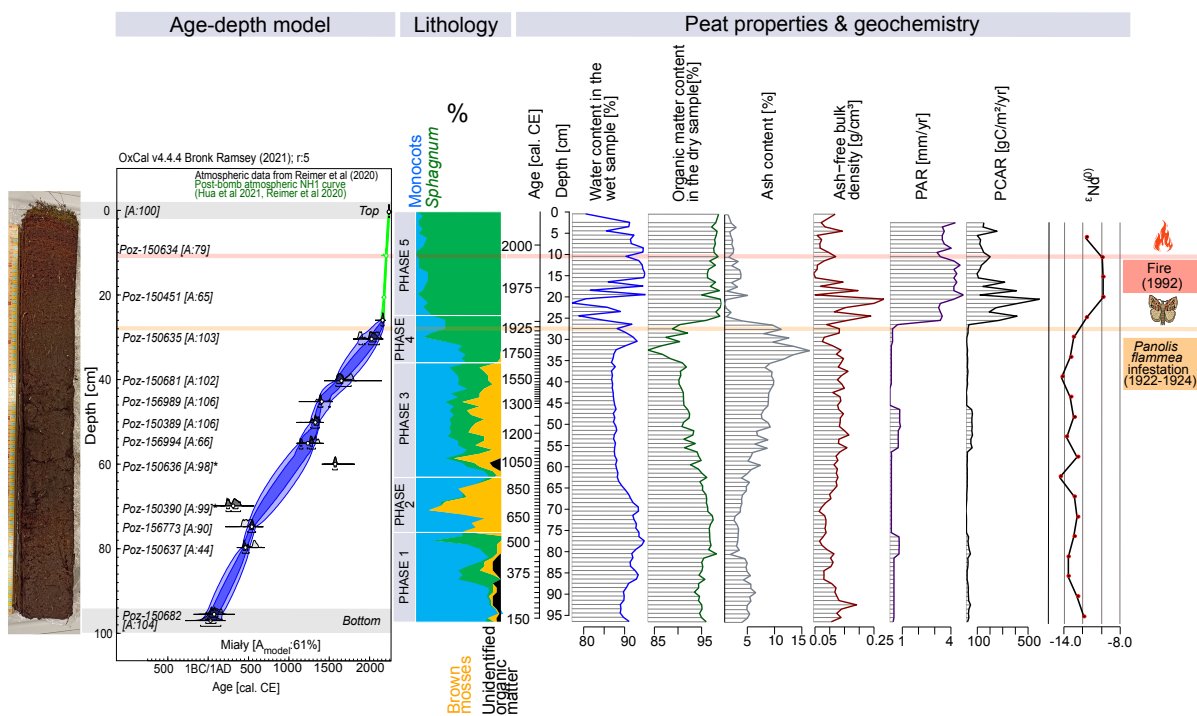 Age-depth model
Lithology
Peat properties & geochemistry
%
OxCal v4.4.4 Bronk Ramsey (2021); r:5
Atmospheric data from Reimer et al (2020)
Post-bomb atmospheric NH1 curve
(Hua et al 2021, Reimer et al 2020)
[A:100]
Top
Poz-150634 [A:79]
Poz-150451 [A:65]
Poz-150635 [A:103]
Poz-150681 [A:102]
Poz-156989 [A:106]
Poz-150389 [A:106]
Poz-156994 [A:66]
Poz-150636 [A:98]*
Poz-150390 [A:99]*
Poz-156773 [A:90]
Poz-150637 [A:44]
Poz-150682
[A:104]
Bottom
Miały [Amodel:61%]
Depth [cm]
0
20
40
60
80
100
500
1BC/1AD
500
1000
1500
2000
Age [cal. CE]
Monocots
Sphagnum
PHASE 5
PHASE 4
PHASE 3
PHASE 2
PHASE 1
Brown
mosses
Unidentified
organic
matter
Age [cal. CE]
2000
1975
1925
1750
1550
1300
1200
1050
850
650
500
375
150
Depth [cm]
0
5
10
15
20
25
30
35
40
45
50
55
60
65
70
75
80
85
90
95
Water content in the
wet sample [%]
80
90
Organic matter content
in the dry sample[%]
85
95
Ash content [%]
5
10
15
Ash−free bulk
density [g/cm³]
0.05
0.2
PAR [mm/yr]
1
4
PCAR [gC/m²/yr]
100
500
εNd(0)
-14.0
-8.0
Fire
(1992)
Panolis
flammea
infestation
(1922-1924)